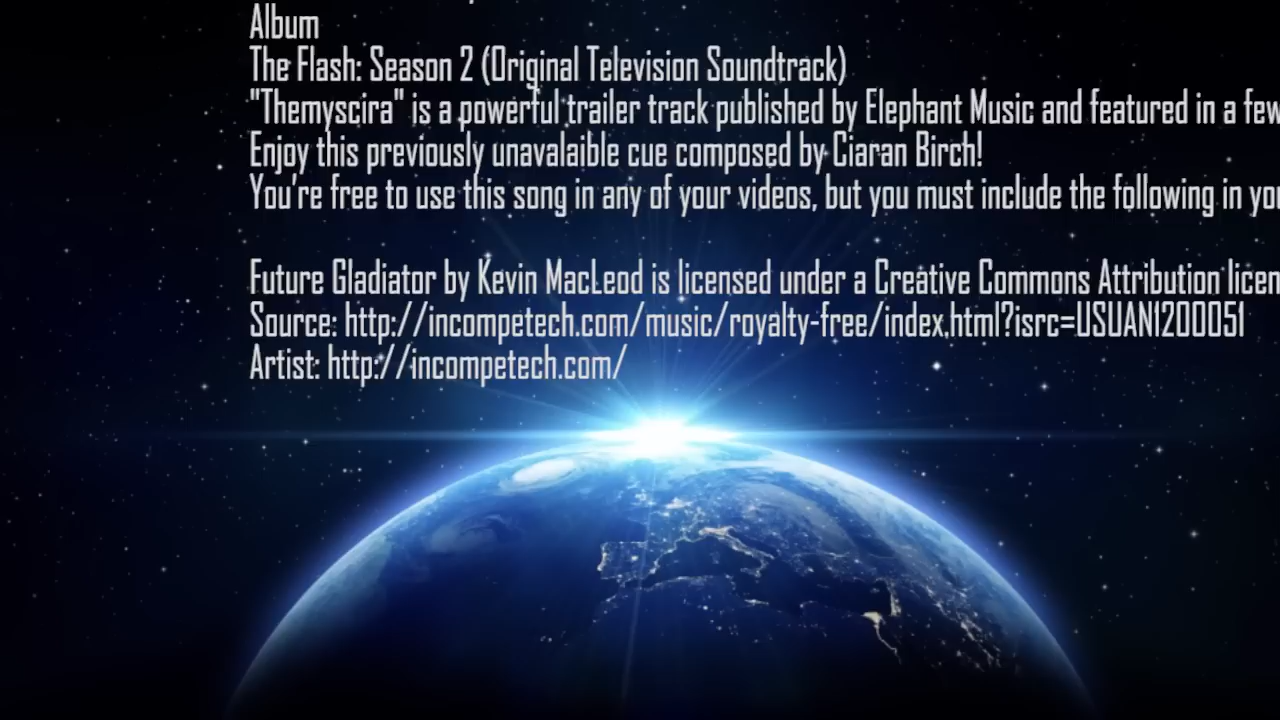 Album
The Flash: Season 2 (Original Television Soundtrack)
"Themyscira" is a powerful trailer track published by Elephant Music and featured in a few
Enjoy this previously unavalaible cue composed by Ciaran Birch!
You're free to use this song in any of your videos, but you must include the following in
Future Gladiator by Kevin MacLeod is licensed under a Creative Commons Attribution
Source: http://incompetech.com/music/royalty-free/index.html?isrc=USUAN1200051
Artist: http://incompetech.com/